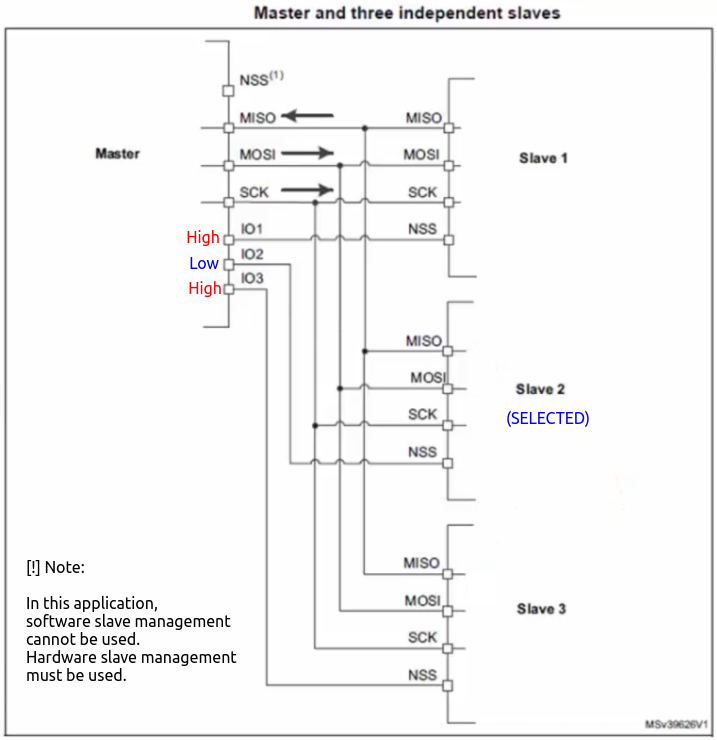 Master and three independent slaves
NSS(1)
MISO
MISO
Master
MOSI
MOSI
Slave 1
SCK
SCK
High
IO1
NSS
Low
IO2
High
IO3
MISO
MOSI
Slave 2
SCK
(SELECTED)
NSS
[!] Note:
In this application,
software slave management
cannot be used.
Hardware slave management
must be used.
MISO
MOSI
Slave 3
SCK
NSS
MSv39626V1